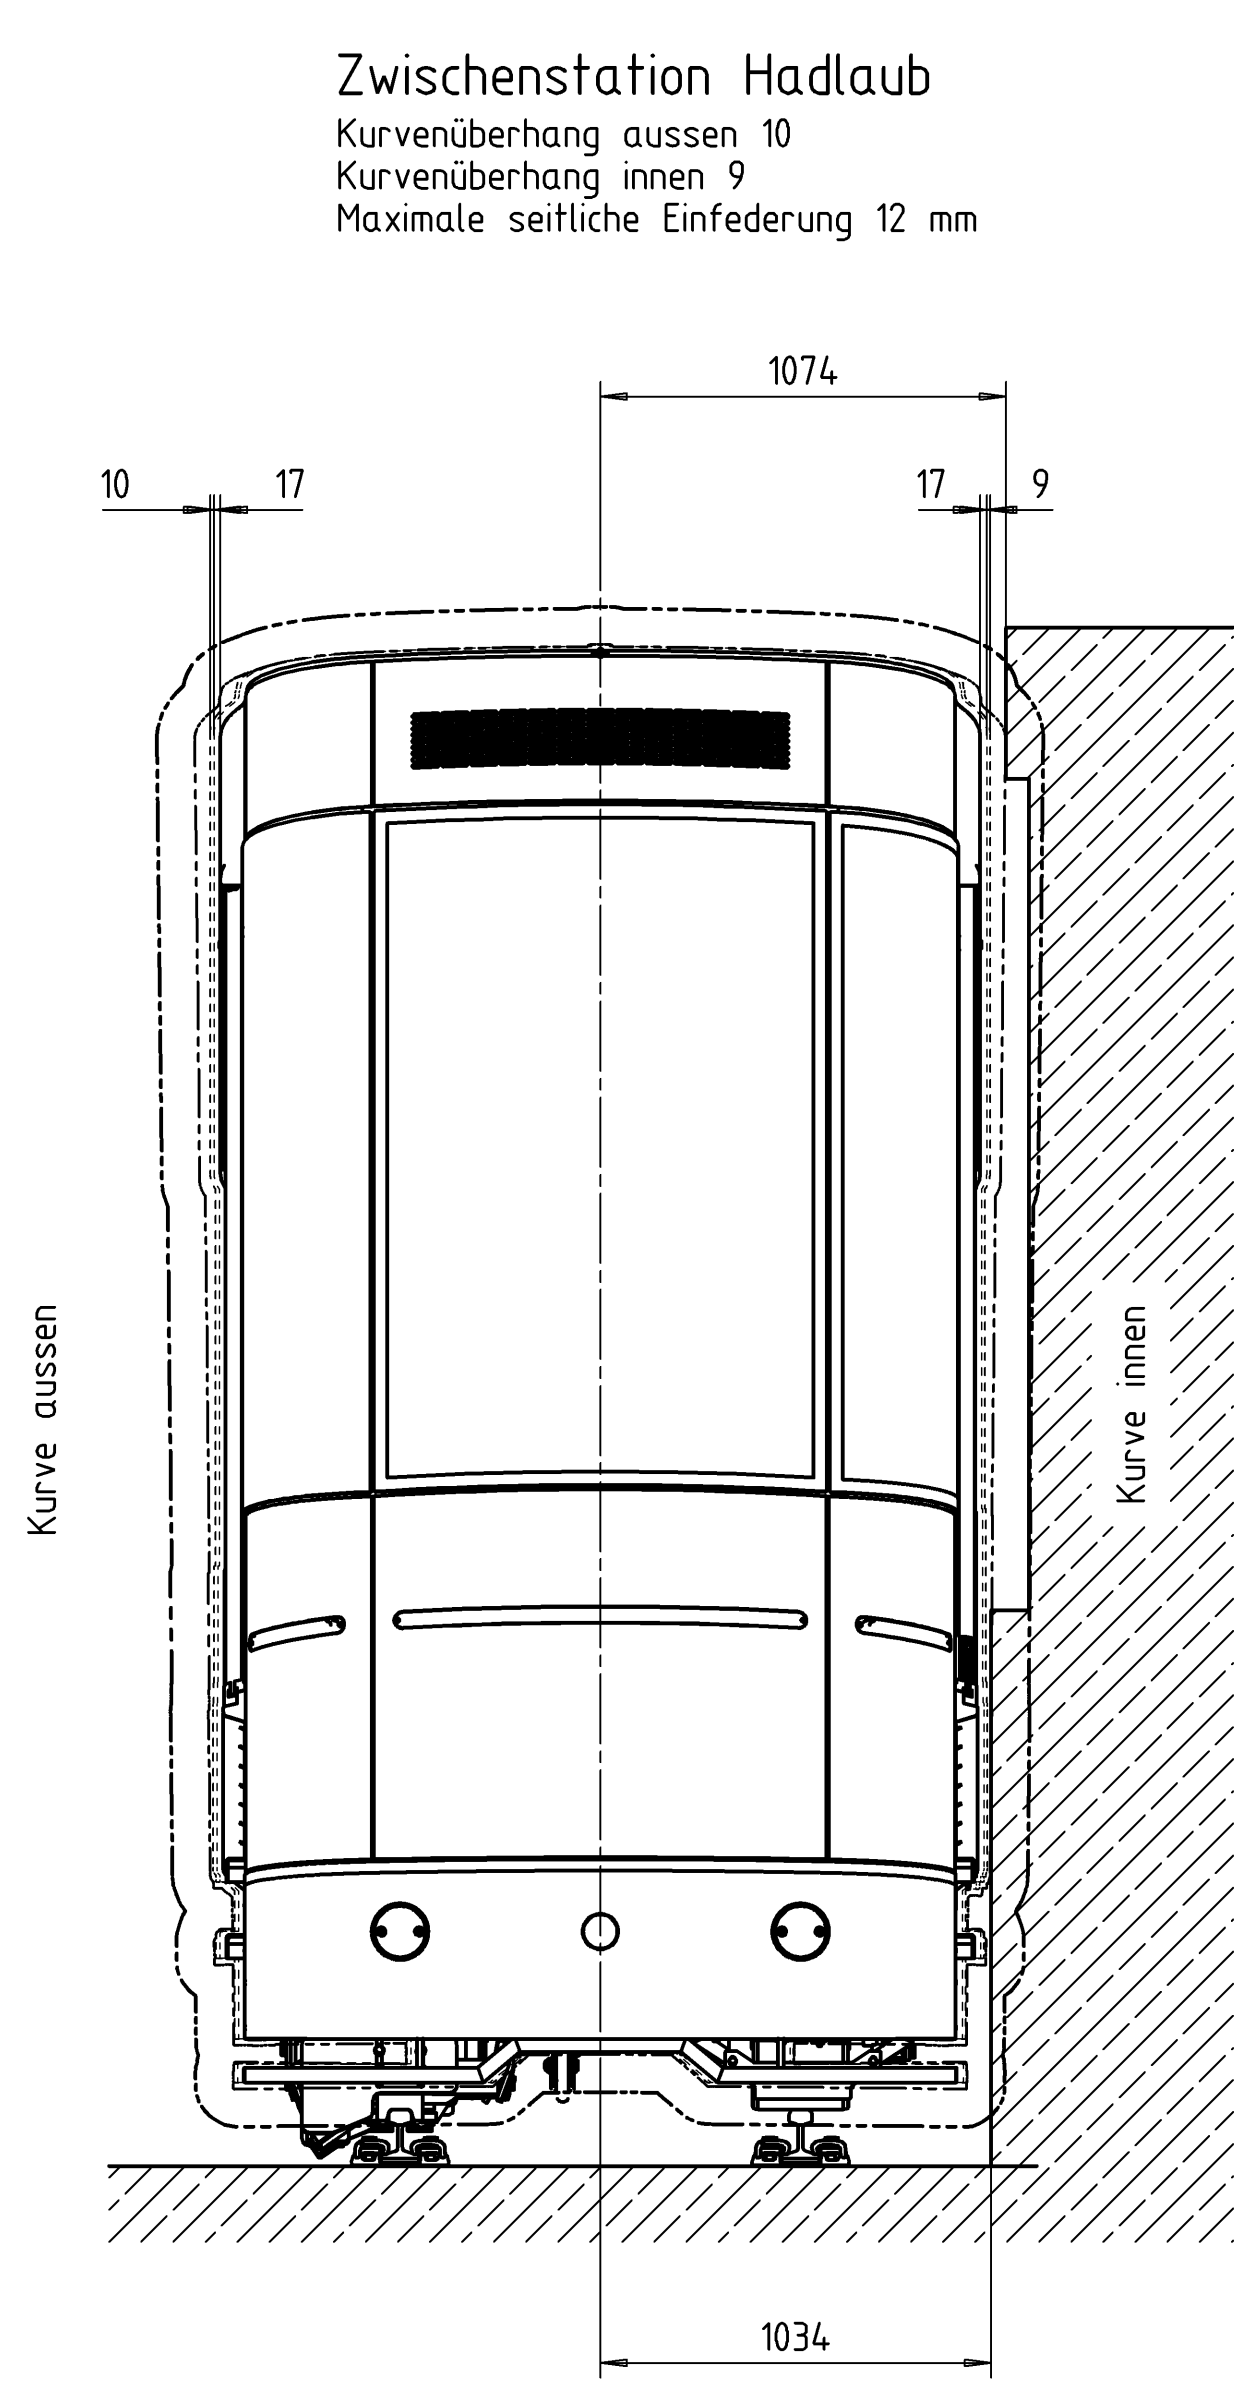 Zwischenstation Hadlaub
Kurvenüberhang aussen 10
Kurvenüberhang innen 9
Maximale seitliche Einfederung 12 mm
1074
10
17
17
9
Kurve aussen
Kurve innen
1034